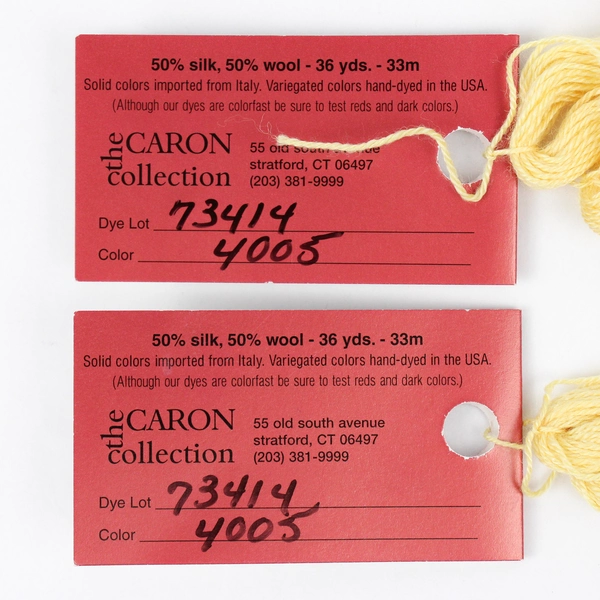 50% silk, 50% wool - 36 yds. - 33m
Solid colors imported from Italy. Variegated colors hand-dyed in the USA.
(Although our dyes are colorfast be sure to test reds and dark colors.)
the CARON collection
55 old south avenue
stratford, CT 06497
(203) 381-9999
Dye Lot 73414
Color 4005
50% silk, 50% wool - 36 yds. - 33m
Solid colors imported from Italy. Variegated colors hand-dyed in the USA.
(Although our dyes are colorfast be sure to test reds and dark colors.)
the CARON collection
55 old south avenue
stratford, CT 06497
(203) 381-9999
Dye Lot 73414
Color 4005